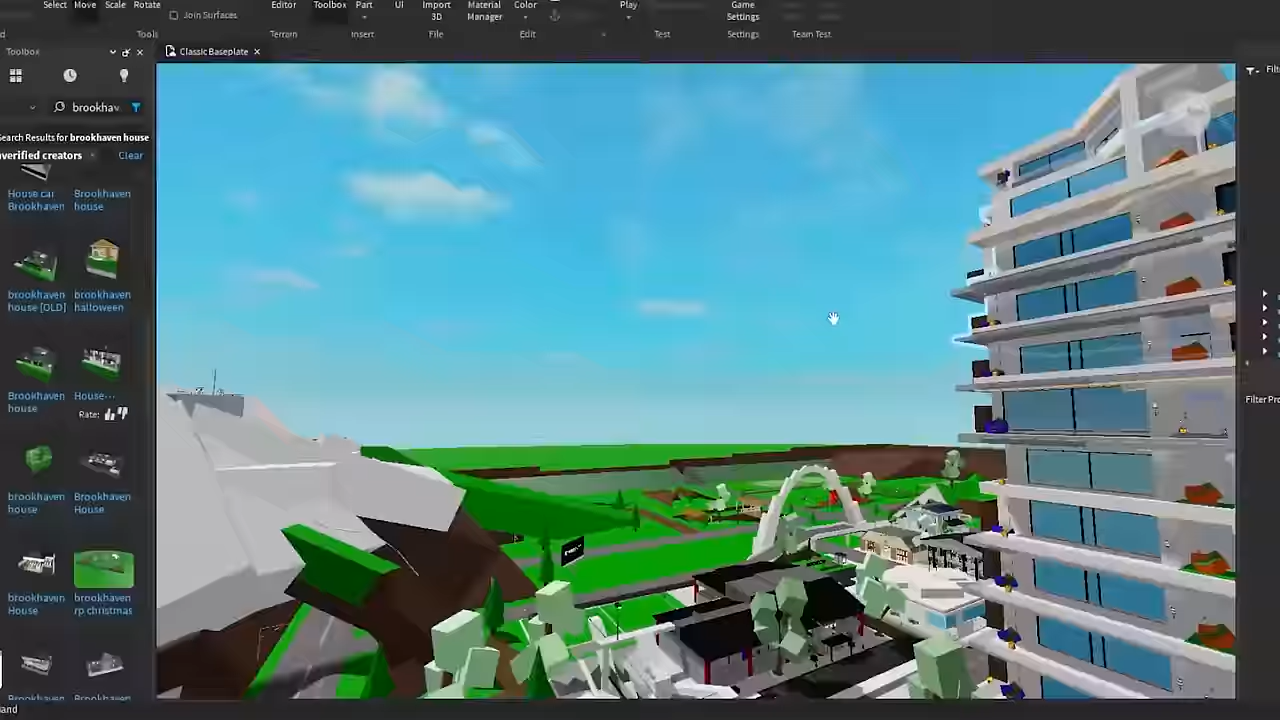 Select Move Scale Rotate
Join Surfaces
Tools
Editor
Terrain
Toolbox
Part
UI
Import
3D
Material
Manager
Color
Insert
File
Edit
Play
Test
Game
Settings
Settings
Team Test
Toolbox
Classic Baseplate
brookhav
Search Results for brookhaven house
verified creators
Clear
House car
Brookhaven
Brookhaven
house
brookhaven
house [OLD]
brookhaven
halloween
Brookhaven
house
House...
Rate:
brookhaven
house
Brookhaven
House
brookhaven
House
brookhaven
rp christmas
Brookhaven
Brookhaven
Filt
Filter Pro
and